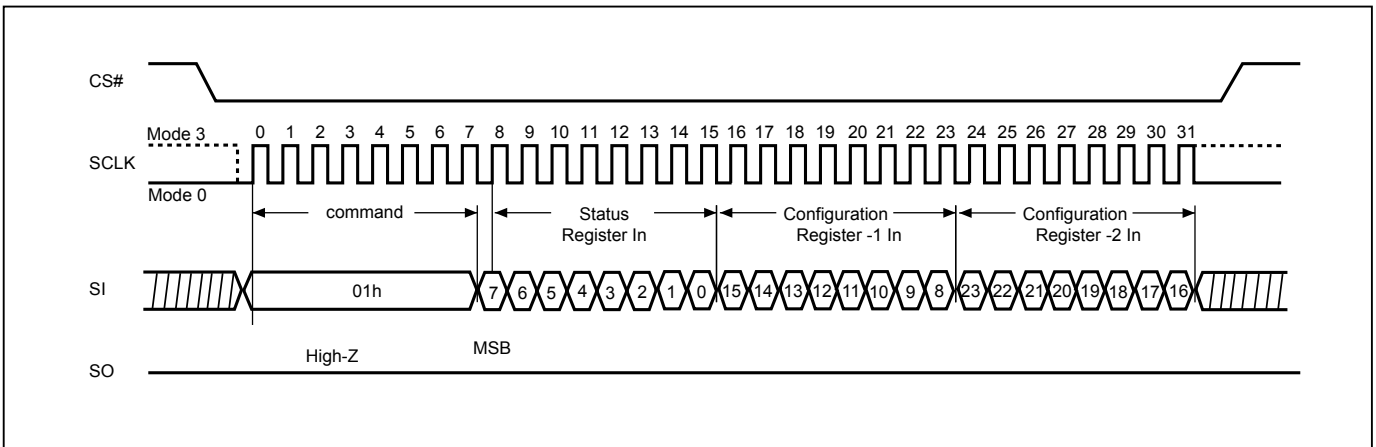 CS#
Mode 3
0 1 2 3 4 5 6 7 8 9 10 11 12 13 14 15 16 17 18 19 20 21 22 23 24 25 26 27 28 29 30 31
SCLK
Mode 0
command Status Configuration Configuration
Register In Register -1 In Register -2 In
SI 01h 7 6 5 4 3 2 1 0 15 14 13 12 11 10 9 8 23 22 21 20 19 18 17 16
High-Z MSB
SO